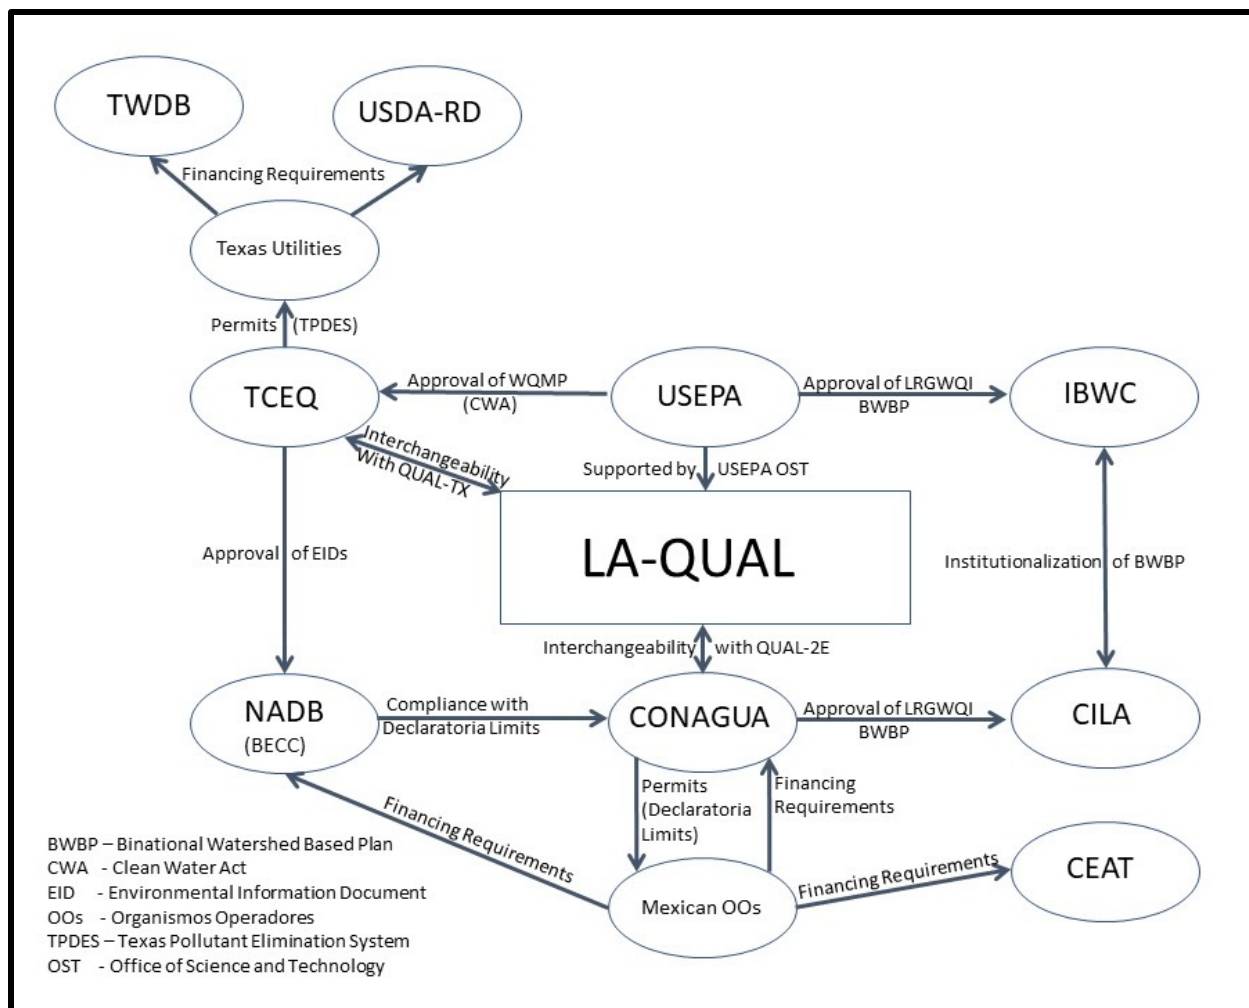 TWDB
USDA-RD
Financing Requirements
Texas Utilities
Permits (TPDES)
TCEQ
Approval of WQMP
(CWA)
USEPA
Approval of LRGWQI
BWBP
IBWC
Interchangeability
With QUAL-TX
Supported by USEPA OST
LA-QUAL
Approval of EIDs
Institutionalization of BWBP
Interchangeability with QUAL-2E
NADB
(BECC)
Compliance with
Declaratoria Limits
CONAGUA
Approval of LRGWQI
BWBP
CILA
Permits
(Declaratoria
Limits)
Financing
Requirements
Financing Requirements
Mexican OOs
Financing Requirements
CEAT
BWBP – Binational Watershed Based Plan
CWA - Clean Water Act
EID - Environmental Information Document
OOs - Organismos Operadores
TPDES – Texas Pollutant Elimination System
OST - Office of Science and Technology